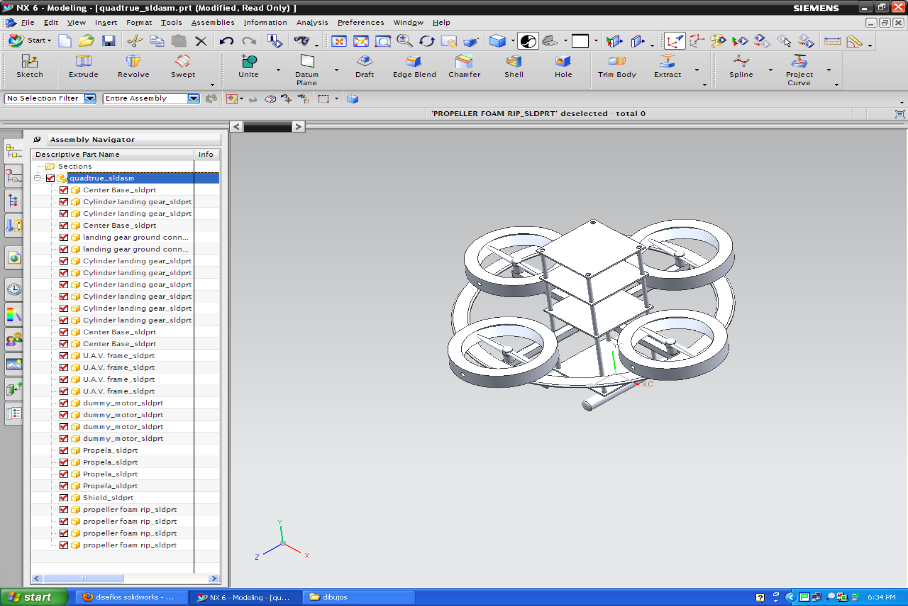 NX 6 - Modeling - [quadtrue_sldasm.prt (Modified, Read Only) ]
SIEMENS
File Edit View Insert Format Tools Assemblies Information Analysis Preferences Window Help
Start
Sketch Extrude Revolve Swept Unite Datum Plane Draft Edge Blend Chamfer Shell Hole Trim Body Extract Spline Project Curve
No Selection Filter Entire Assembly
'PROPELLER FOAM RIP_SLDPRT' deselected - total 0
Assembly Navigator
Descriptive Part Name Info
Sections
quadtrue_sldasm
Center Base_sldprt
Cylinder landing gear_sldprt
Cylinder landing gear_sldprt
Center Base_sldprt
landing gear ground conn...
landing gear ground conn...
Cylinder landing gear_sldprt
Cylinder landing gear_sldprt
Cylinder landing gear_sldprt
Cylinder landing gear_sldprt
Cylinder landing gear_sldprt
Cylinder landing gear_sldprt
Center Base_sldprt
Center Base_sldprt
U.A.V. frame_sldprt
U.A.V. frame_sldprt
U.A.V. frame_sldprt
U.A.V. frame_sldprt
dummy_motor_sldprt
dummy_motor_sldprt
dummy_motor_sldprt
dummy_motor_sldprt
Propela_sldprt
Propela_sldprt
Propela_sldprt
Propela_sldprt
Shield_sldprt
propeller foam rip_sldprt
propeller foam rip_sldprt
propeller foam rip_sldprt
propeller foam rip_sldprt
XC
Y
Z
X
start
diseños solidworks - ...
NX 6 - Modeling - [qu...
dibujos
6:34 PM